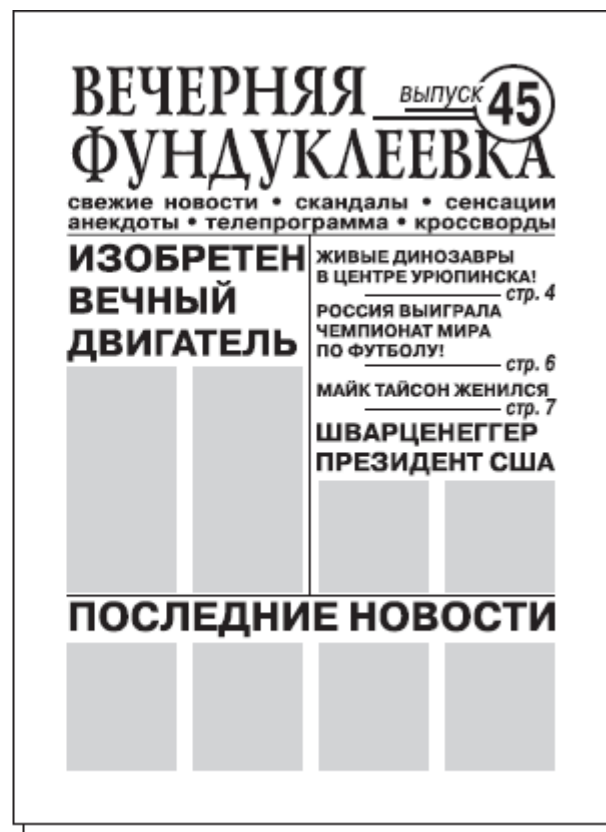 ВЕЧЕРНЯЯ
выпуск 45
ФУНДУКЛЕЕВКА
свежие новости • скандалы • сенсации
анекдоты • телепрограмма • кроссворды
ИЗОБРЕТЕН
ВЕЧНЫЙ
ДВИГАТЕЛЬ
ЖИВЫЕ ДИНОЗАВРЫ
В ЦЕНТРЕ УРЮПИНСКА!
стр. 4
РОССИЯ ВЫИГРАЛА
ЧЕМПИОНАТ МИРА
ПО ФУТБОЛУ!
стр. 6
МАЙК ТАЙСОН ЖЕНИЛСЯ
стр. 7
ШВАРЦЕНЕГГЕР
ПРЕЗИДЕНТ США
ПОСЛЕДНИЕ НОВОСТИ